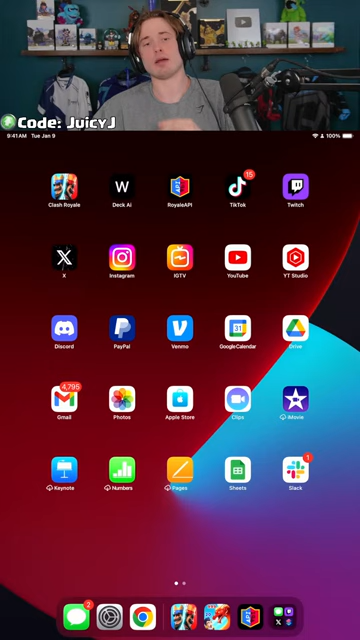 Code: JuicyJ
9:41AM Tue Jan 9
100%
15
W
Clash Royale Deck Ai RoyaleAPI TikTok Twitch
X Instagram IGTV YouTube YT Studio
31
Discord PayPal Venmo Google Calendar Drive
4,795
Gmail Photos Apple Store Clips iMovie
1
Keynote Numbers Pages Sheets Slack
2